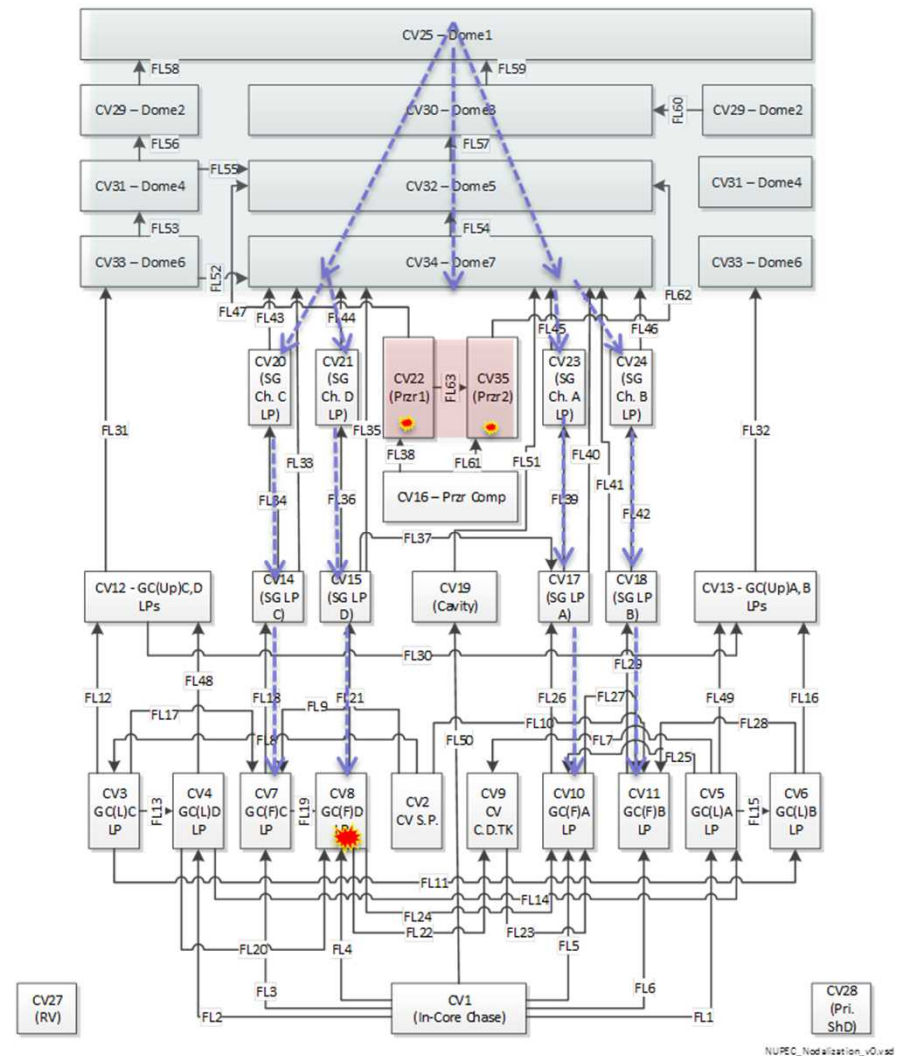 CV25 – Dome1
FL58
FL59
CV29 – Dome2
CV30 – Dome3
FL60
CV29 – Dome2
FL56
FL57
CV31 – Dome4
FL55
CV32 – Dome5
CV31 – Dome4
FL53
FL54
CV33 – Dome6
FL52
CV34 – Dome7
CV33 – Dome6
FL47
FL43
FL44
FL45
FL46
FL62
CV20
(SG
Ch. C
LP)
CV21
(SG
Ch. D
LP)
CV22
(Przr1)
FL63
CV35
(Przr2)
CV23
(SG
Ch. A
LP)
CV24
(SG
Ch. B
LP)
FL31
FL35
FL32
FL33
FL38
FL61
FL51
FL40
FL41
FL34
FL36
CV16 – Przr Comp
FL39
FL42
FL37
CV12 - GC(Up)C,D
LPs
CV14
(SG LP
C)
CV15
(SG LP
D)
CV19
(Cavity)
CV17
(SG LP
A)
CV18
(SG LP
B)
CV13 – GC(Up)A,B
LPs
FL30
FL29
FL12
FL48
FL18
FL21
FL9
FL26
FL27
FL49
FL16
FL17
FL10
FL28
FL8
FL50
FL7
FL25
CV3
GC(L)C
LP
FL13
CV4
GC(L)D
LP
CV7
GC(F)C
LP
FL19
CV8
GC(F)D
LP
CV2
CV S.P.
CV9
CV
C.D.TK
CV10
GC(F)A
LP
CV11
GC(F)B
LP
CV5
GC(L)A
LP
FL15
CV6
GC(L)B
LP
FL11
FL14
FL24
FL22
FL23
FL20
FL4
FL5
FL3
FL6
CV27
(RV)
FL2
CV1
(In-Core Chase)
FL1
CV28
(Pri.
ShD)
NUPEC_Nodalization_v0.vsd